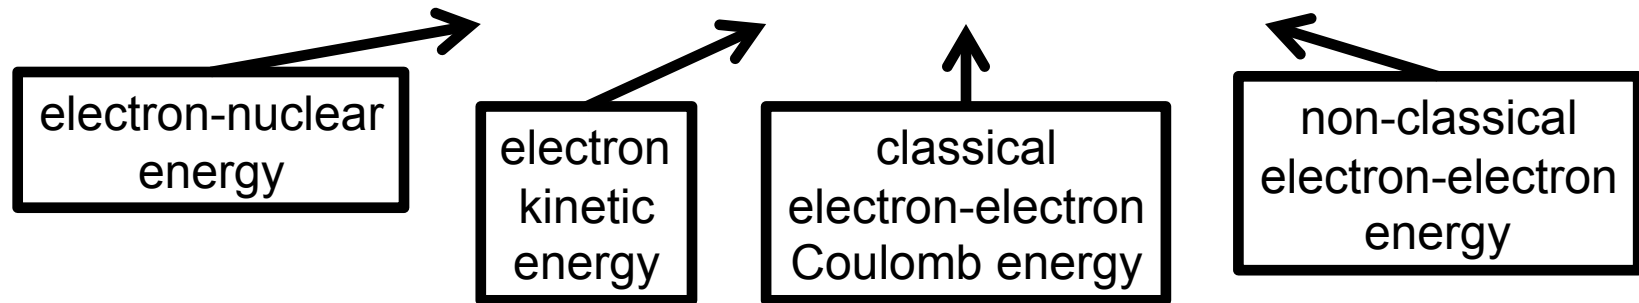 electron-nuclear
energy
electron
kinetic
energy
classical
electron-electron
Coulomb energy
non-classical
electron-electron
energy